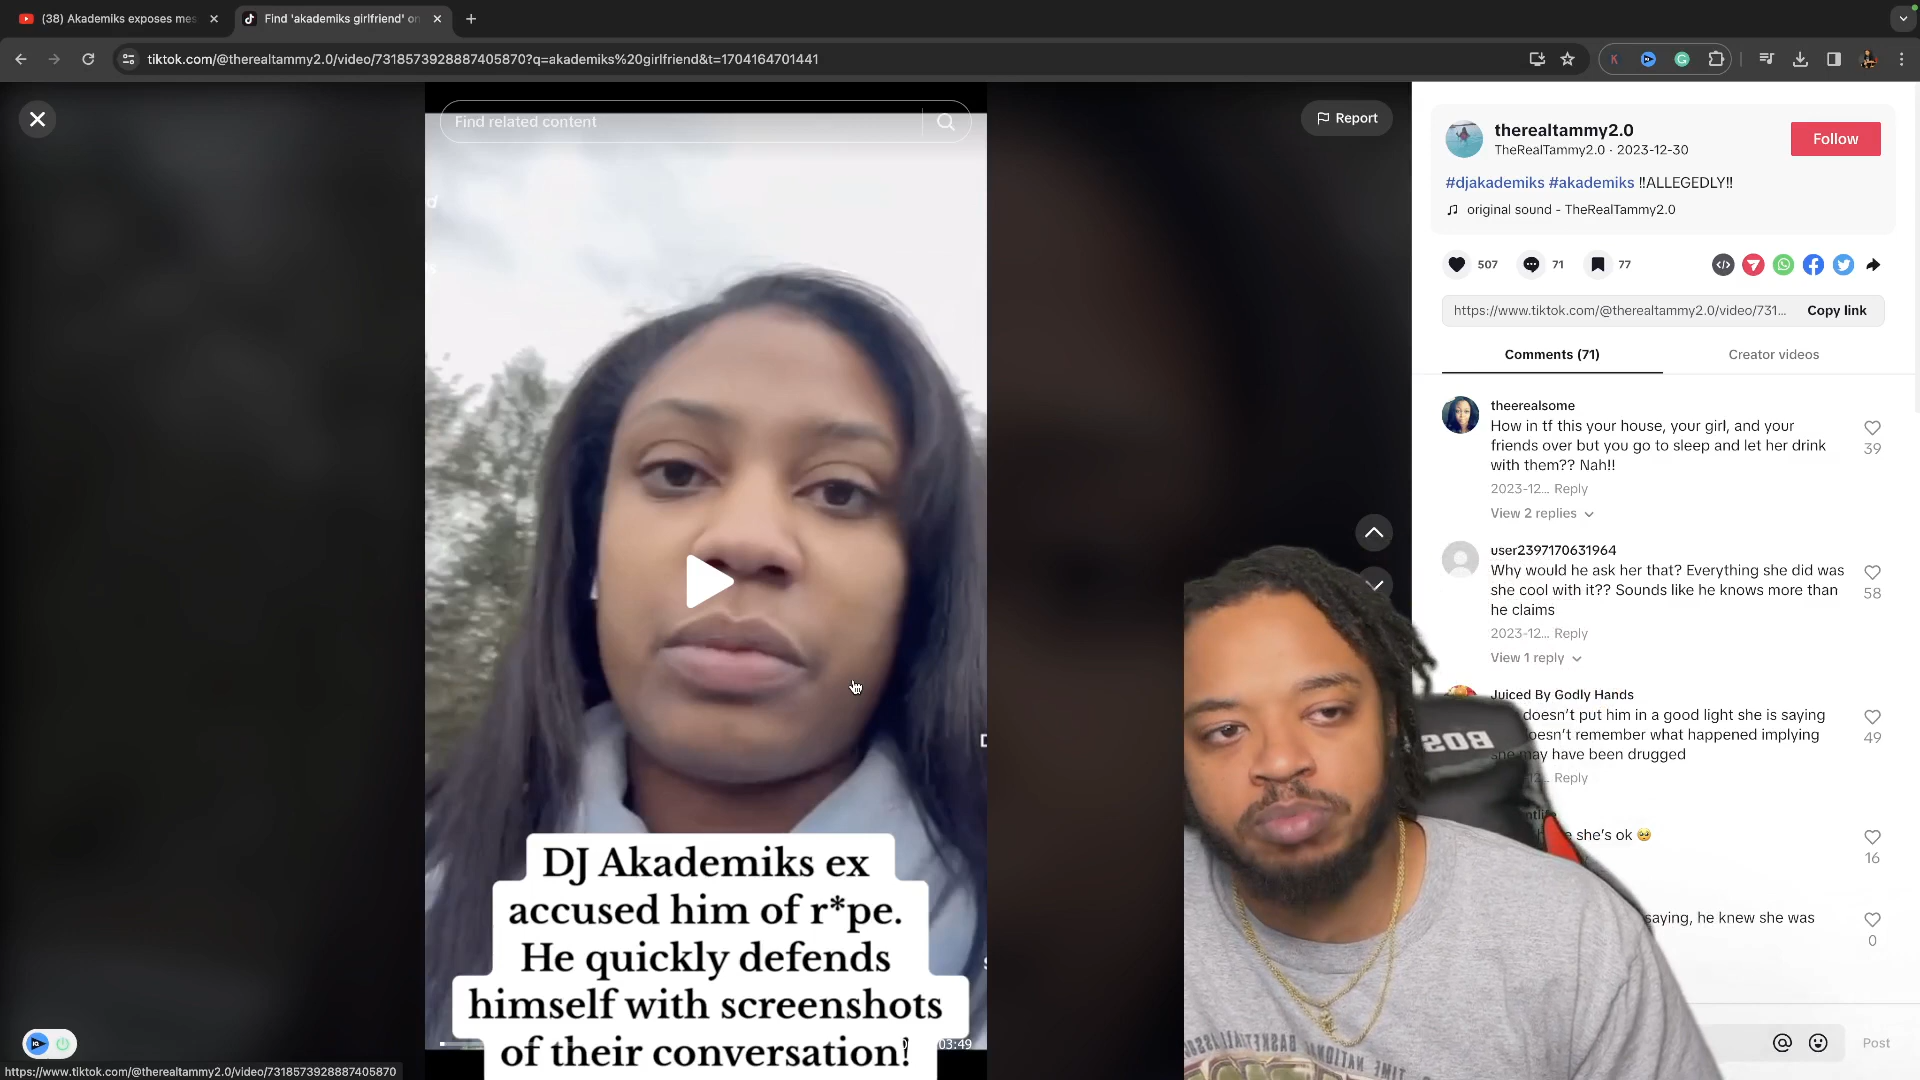 (38) Akademiks exposes mes
Find 'akademiks girlfriend' on
tiktok.com/@therealtammy2.0/video/7318573928887405870?q=akademiks%20girlfriend&t=1704164701441
Find related content
Report
DJ Akademiks ex
accused him of r*pe.
He quickly defends
himself with screenshots
of their conversation!
03:49
therealtammy2.0
TheRealTammy2.0 · 2023-12-30
Follow
#djakademiks #akademiks ‼ALLEGEDLY‼
original sound - TheRealTammy2.0
507
71
77
https://www.tiktok.com/@therealtammy2.0/video/731...
Copy link
Comments (71)
Creator videos
theerealsome
How in tf this your house, your girl, and your
friends over but you go to sleep and let her drink
with them?? Nah!!
39
2023-12... Reply
View 2 replies
user2397170631964
Why would he ask her that? Everything she did was
she cool with it?? Sounds like he knows more than
he claims
58
2023-12... Reply
View 1 reply
Juiced By Godly Hands
doesn't put him in a good light she is saying
doesn't remember what happened implying
she may have been drugged
49
Reply
she's ok 🥹
16
saying, he knew she was
0
Post
https://www.tiktok.com/@therealtammy2.0/video/7318573928887405870